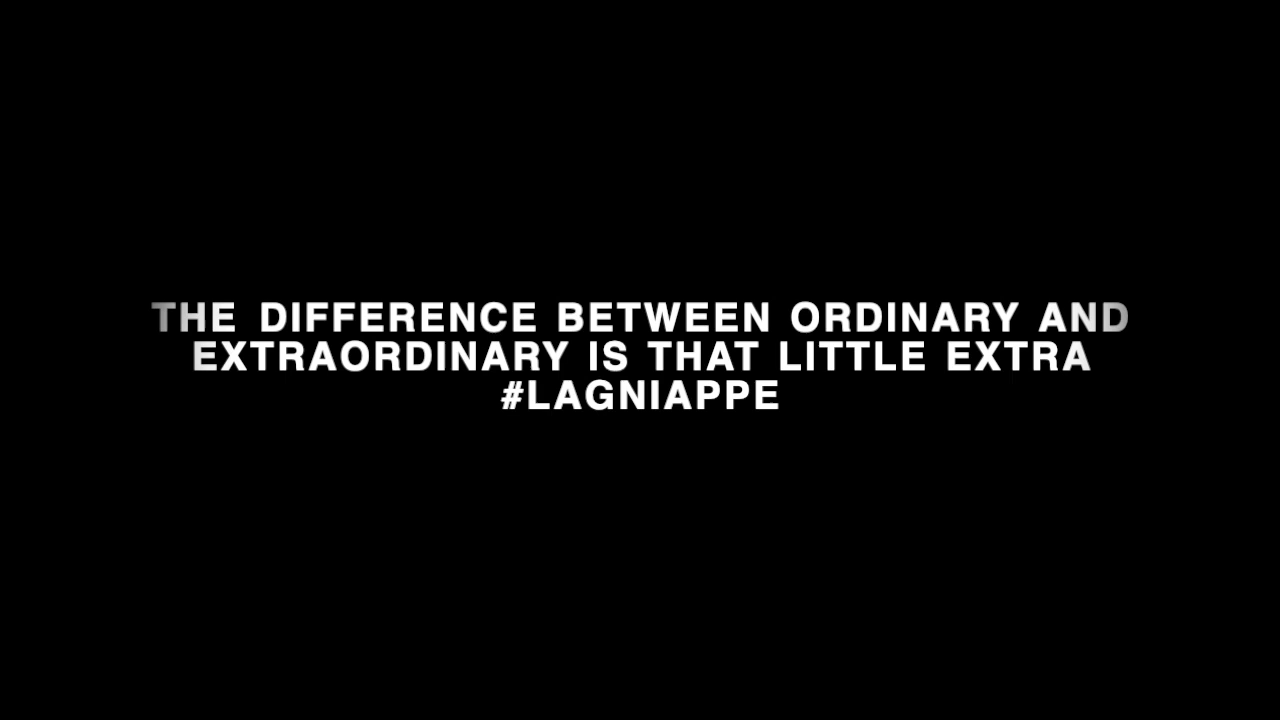 THE DIFFERENCE BETWEEN ORDINARY AND
EXTRAORDINARY IS THAT LITTLE EXTRA
#LAGNIAPPE